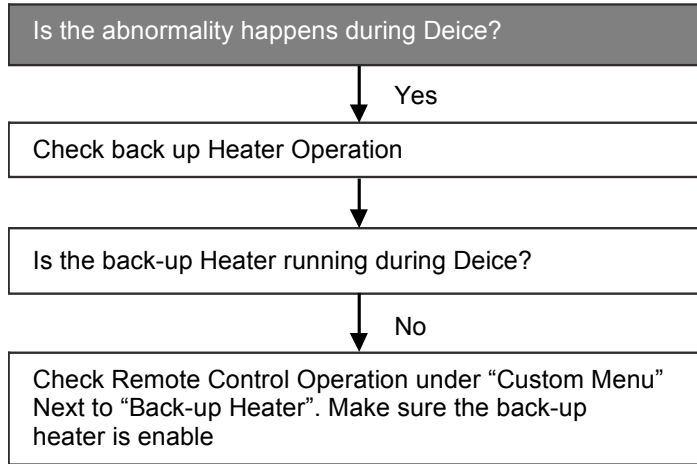 Is the abnormality happens during Deice?
Yes
Check back up Heater Operation
Is the back-up Heater running during Deice?
No
Check Remote Control Operation under “Custom Menu”
Next to “Back-up Heater”. Make sure the back-up
heater is enable